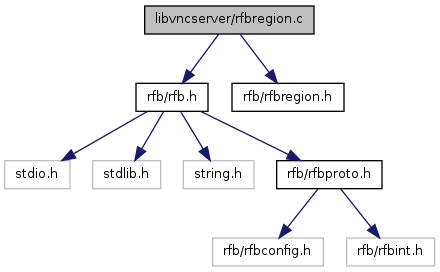 libvncserver/rfbregion.c
rfb/rfb.h
rfb/rfbregion.h
stdio.h
stdlib.h
string.h
rfb/rfbproto.h
rfb/rfbconfig.h
rfb/rfbint.h